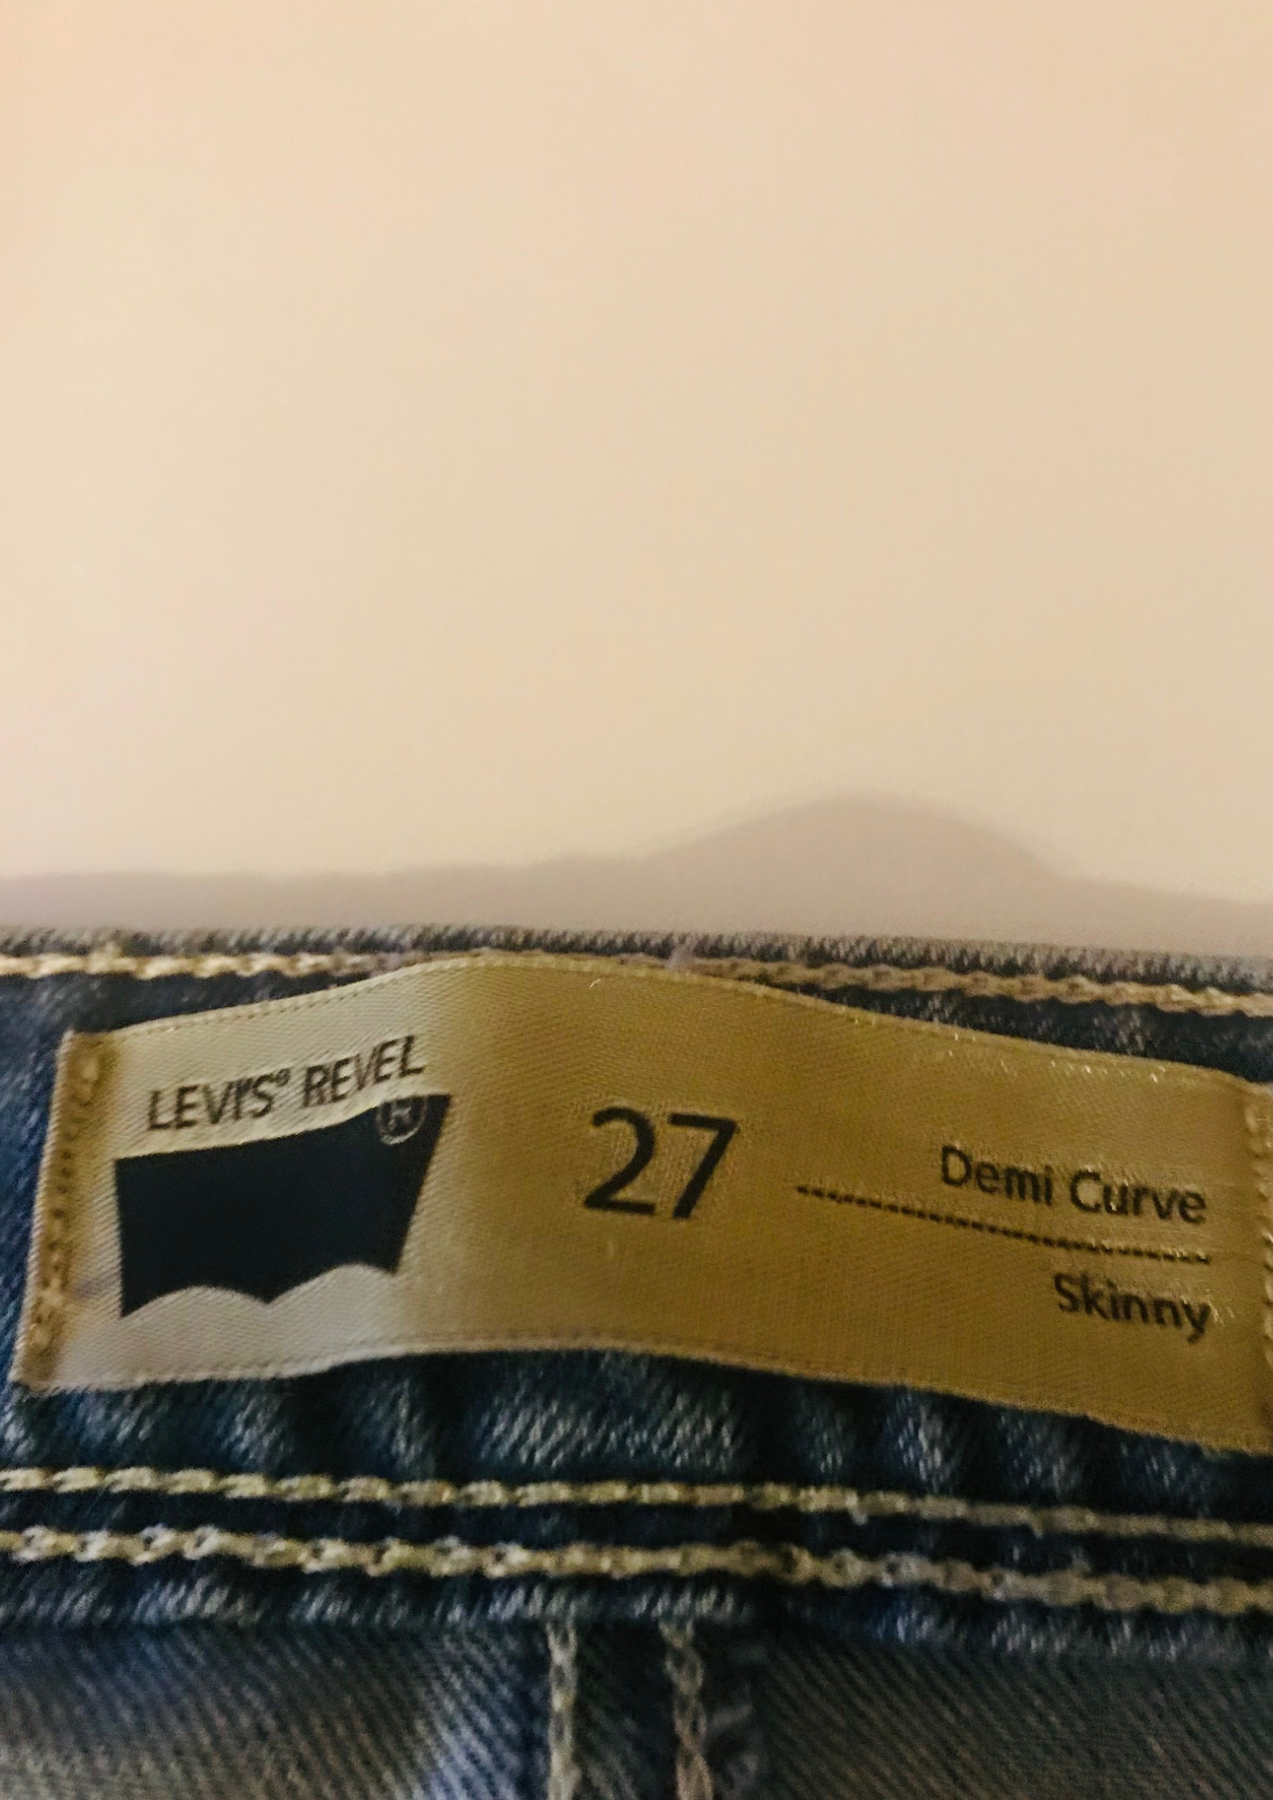 LEVI'S® REVEL
®
27
Demi Curve
Skinny